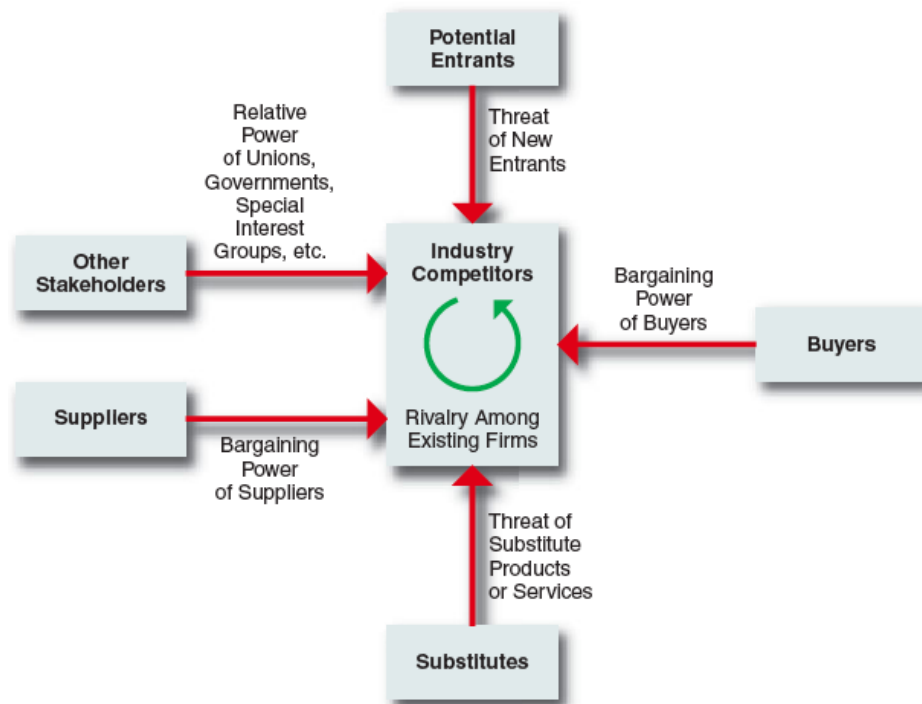 Potential
Entrants
Threat
of New
Entrants
Relative
Power
of Unions,
Governments,
Special
Interest
Groups, etc.
Other
Stakeholders
Industry
Competitors
Rivalry Among
Existing Firms
Bargaining
Power
of Buyers
Buyers
Suppliers
Bargaining
Power
of Suppliers
Threat of
Substitute
Products
or Services
Substitutes